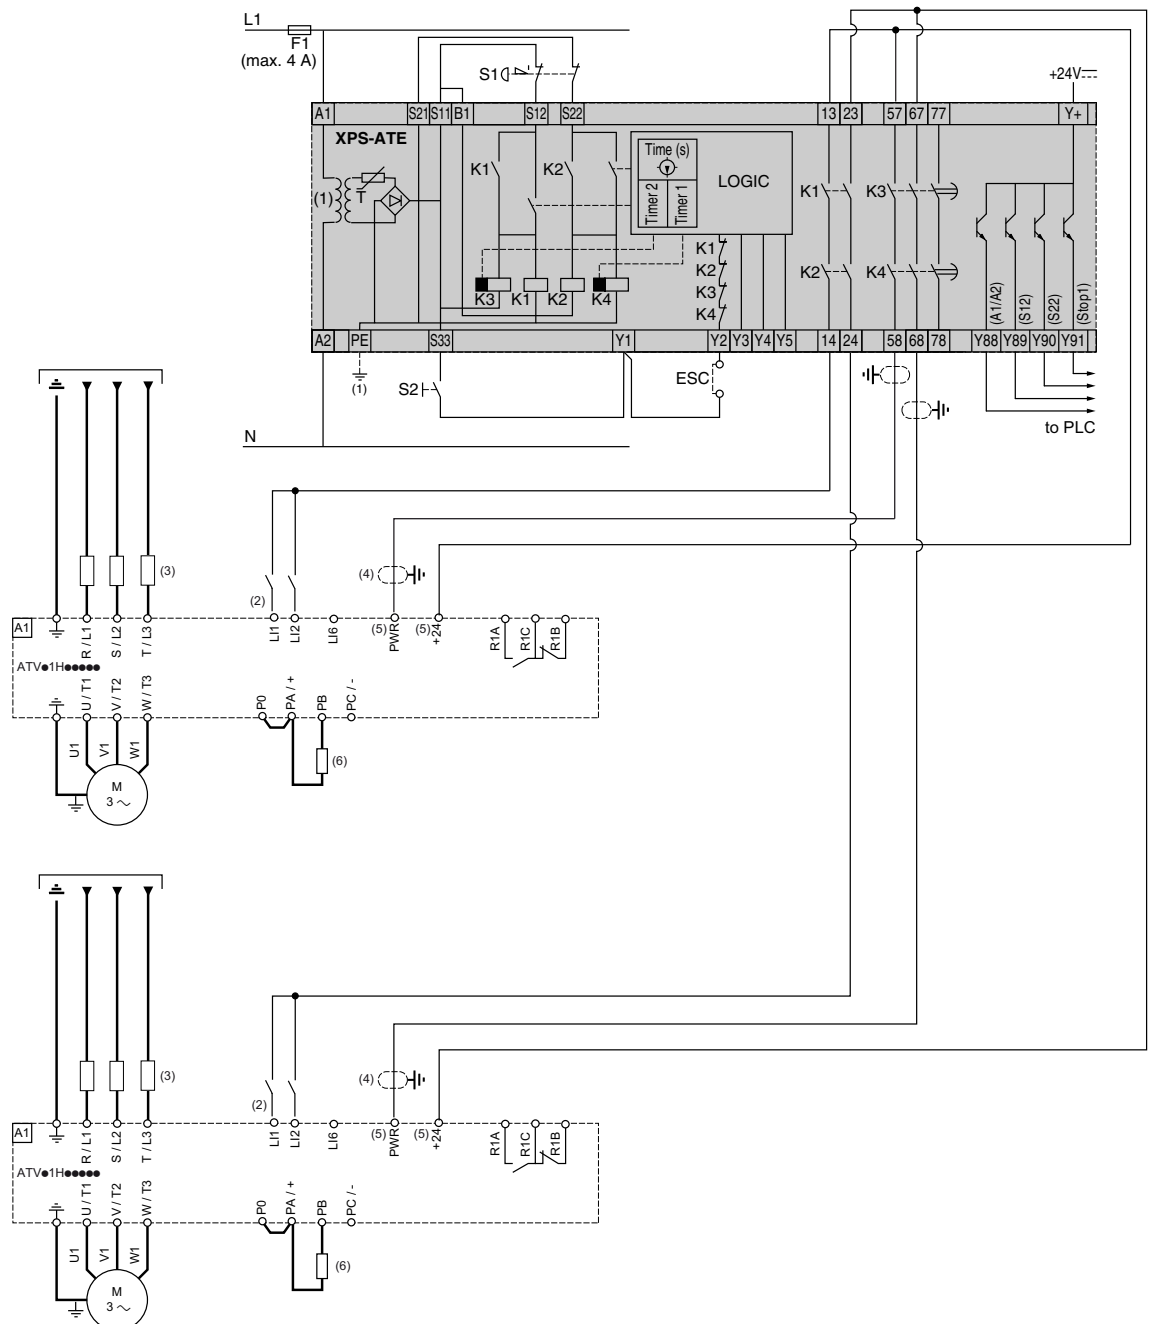 L1
F1
(max. 4 A)
S1
+24V
A1 S21 S11 B1 S12 S22 13 23 57 67 77 Y+
XPS-ATE
Time (s)
LOGIC
K1 K2 K1 K3
(1) T
Timer 2 Timer 1
K1
K2
K3
K4
K2 K4
K3 K1 K2 K4
(A1/A2) (S12) (S22) (Stop1)
A2 PE S33 Y1 Y2 Y3 Y4 Y5 14 24 58 68 78 Y88 Y89 Y90 Y91
(1)
S2
ESC
to PLC
N
(3)
(4)
(2)
A1
R / L1 S / L2 T / L3 LI1 LI2 LI6 (5) PWR (5) +24 R1A R1C R1B
ATV●1H●●●●●
U / T1 V / T2 W / T3 P0 PA / + PB PC / -
U1 V1 W1
(6)
M
3 ~
(3)
(4)
(2)
A1
R / L1 S / L2 T / L3 LI1 LI2 LI6 (5) PWR (5) +24 R1A R1C R1B
ATV●1H●●●●●
U / T1 V / T2 W / T3 P0 PA / + PB PC / -
U1 V1 W1
(6)
M
3 ~